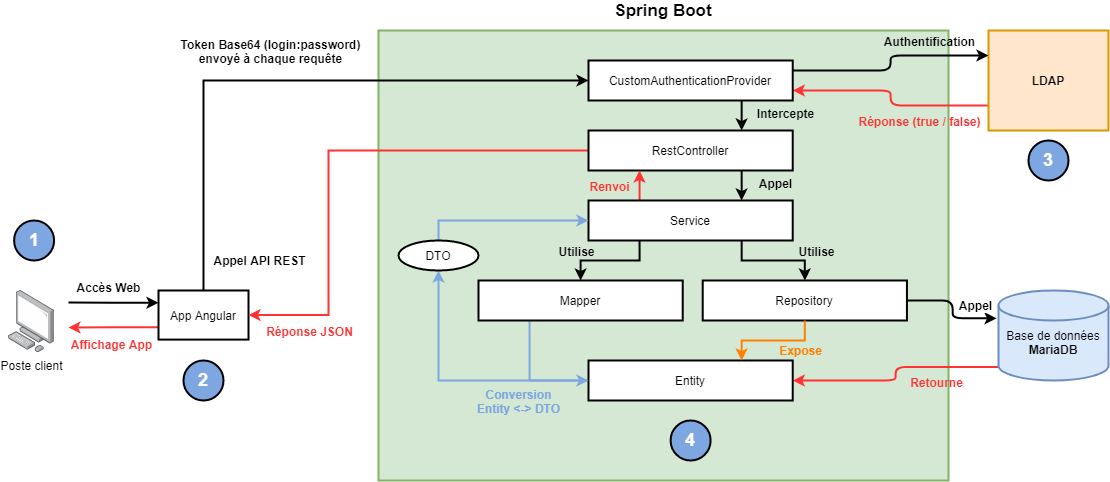 Spring Boot
Token Base64 (login:password)
envoyé à chaque requête
Authentification
CustomAuthenticationProvider
LDAP
Intercepte
Réponse (true / false)
RestController
3
Renvoi
Appel
Service
1
DTO
Utilise
Utilise
Appel API REST
Accès Web
Mapper
Repository
Appel
App Angular
Réponse JSON
Affichage App
Base de données
MariaDB
Expose
Poste client
2
Entity
Retourne
Conversion
Entity <-> DTO
4